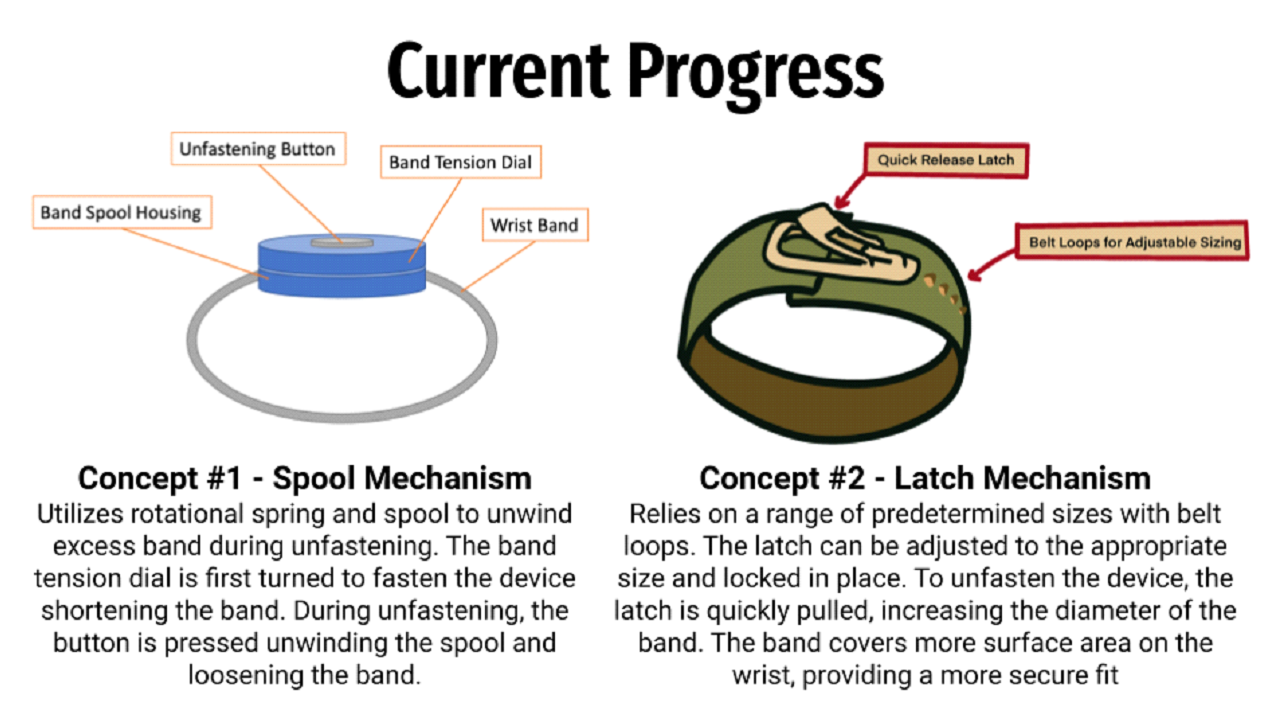 Current Progress
Unfastening Button
Band Tension Dial
Band Spool Housing
Wrist Band
Quick Release Latch
Belt Loops for Adjustable Sizing
Concept #1 - Spool Mechanism
Utilizes rotational spring and spool to unwind
excess band during unfastening. The band
tension dial is first turned to fasten the device
shortening the band. During unfastening, the
button is pressed unwinding the spool and
loosening the band.
Concept #2 - Latch Mechanism
Relies on a range of predetermined sizes with belt
loops. The latch can be adjusted to the appropriate
size and locked in place. To unfasten the device, the
latch is quickly pulled, increasing the diameter of the
band. The band covers more surface area on the
wrist, providing a more secure fit